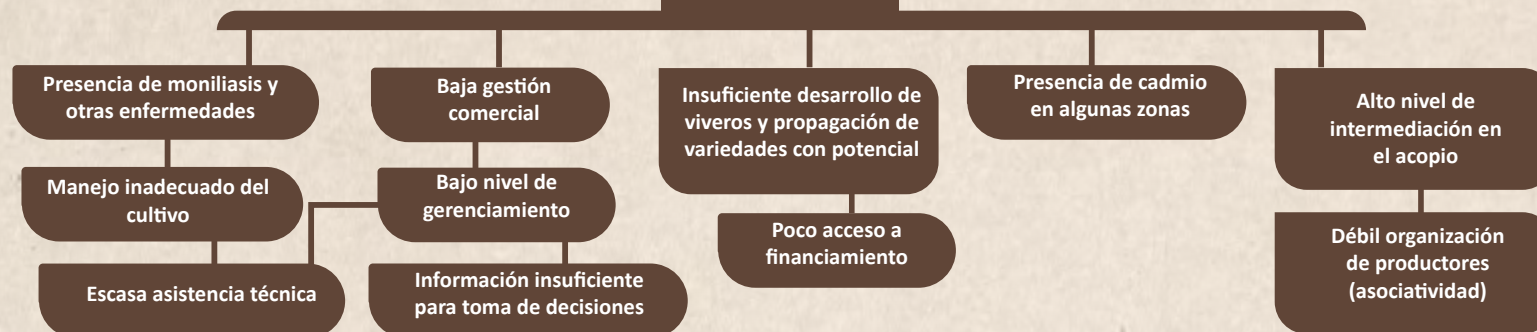 Presencia de moniliasis y
otras enfermedades
Manejo inadecuado del
cultivo
Escasa asistencia técnica
Baja gestión
comercial
Bajo nivel de
gerenciamiento
Información insuficiente
para toma de decisiones
Insuficiente desarrollo de
viveros y propagación de
variedades con potencial
Poco acceso a
financiamiento
Presencia de cadmio
en algunas zonas
Alto nivel de
intermediación en
el acopio
Débil organización
de productores
(asociatividad)